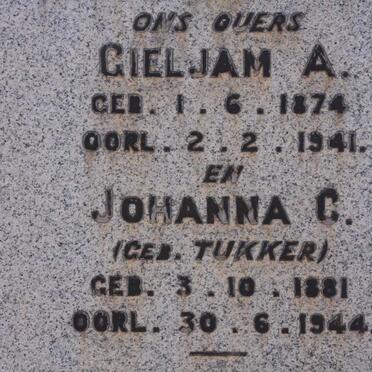 ONS OUERS
GIELJAM A.
GEB. 1.6.1874
OORL. 2.2.1941.
EN
JOHANNA C.
(GEB. TUKKER)
GEB. 3.10.1881
OORL. 30.6.1944